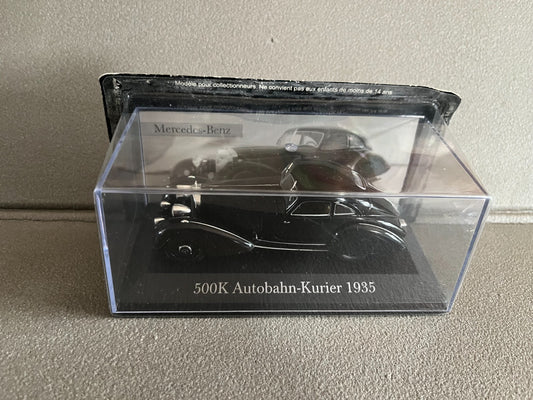 Modèle pour collectionneurs. Ne convient pas aux enfants de moins de 14 ans
Mercedes-Benz
500K Autobahn-Kurier 1935